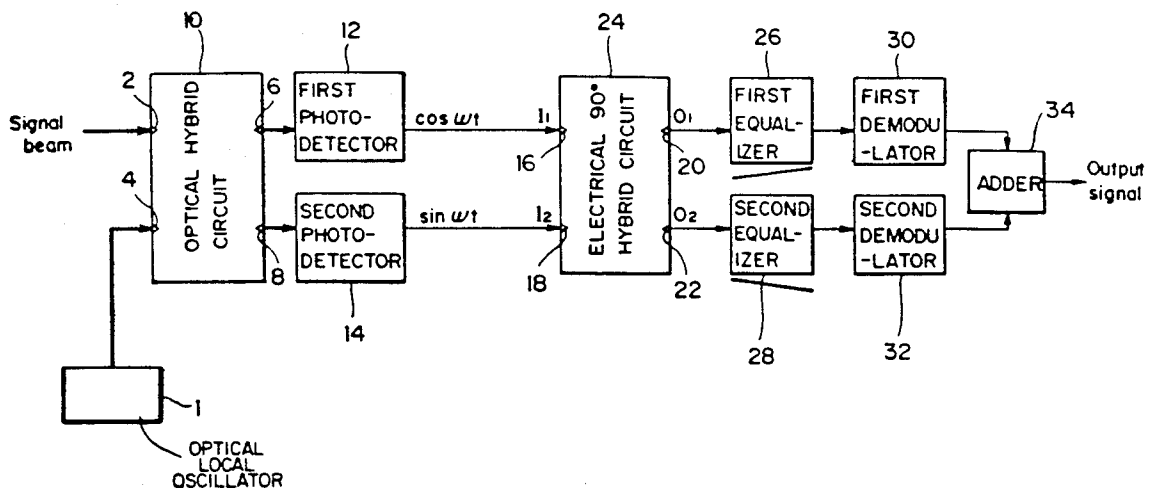 10
12
24
26
30
34
2
6
OPTICAL HYBRID
CIRCUIT
FIRST
PHOTO-
DETECTOR
cos ωt
I1
16
ELECTRICAL 90°
HYBRID CIRCUIT
O1
20
FIRST
EQUAL-
IZER
FIRST
DEMODU
-LATOR
Signal
beam
4
8
SECOND
PHOTO-
DETECTOR
sin ωt
I2
18
O2
22
SECOND
EQUAL-
IZER
SECOND
DEMODU
-LATOR
ADDER
Output
signal
14
28
32
1
OPTICAL
LOCAL
OSCILLATOR